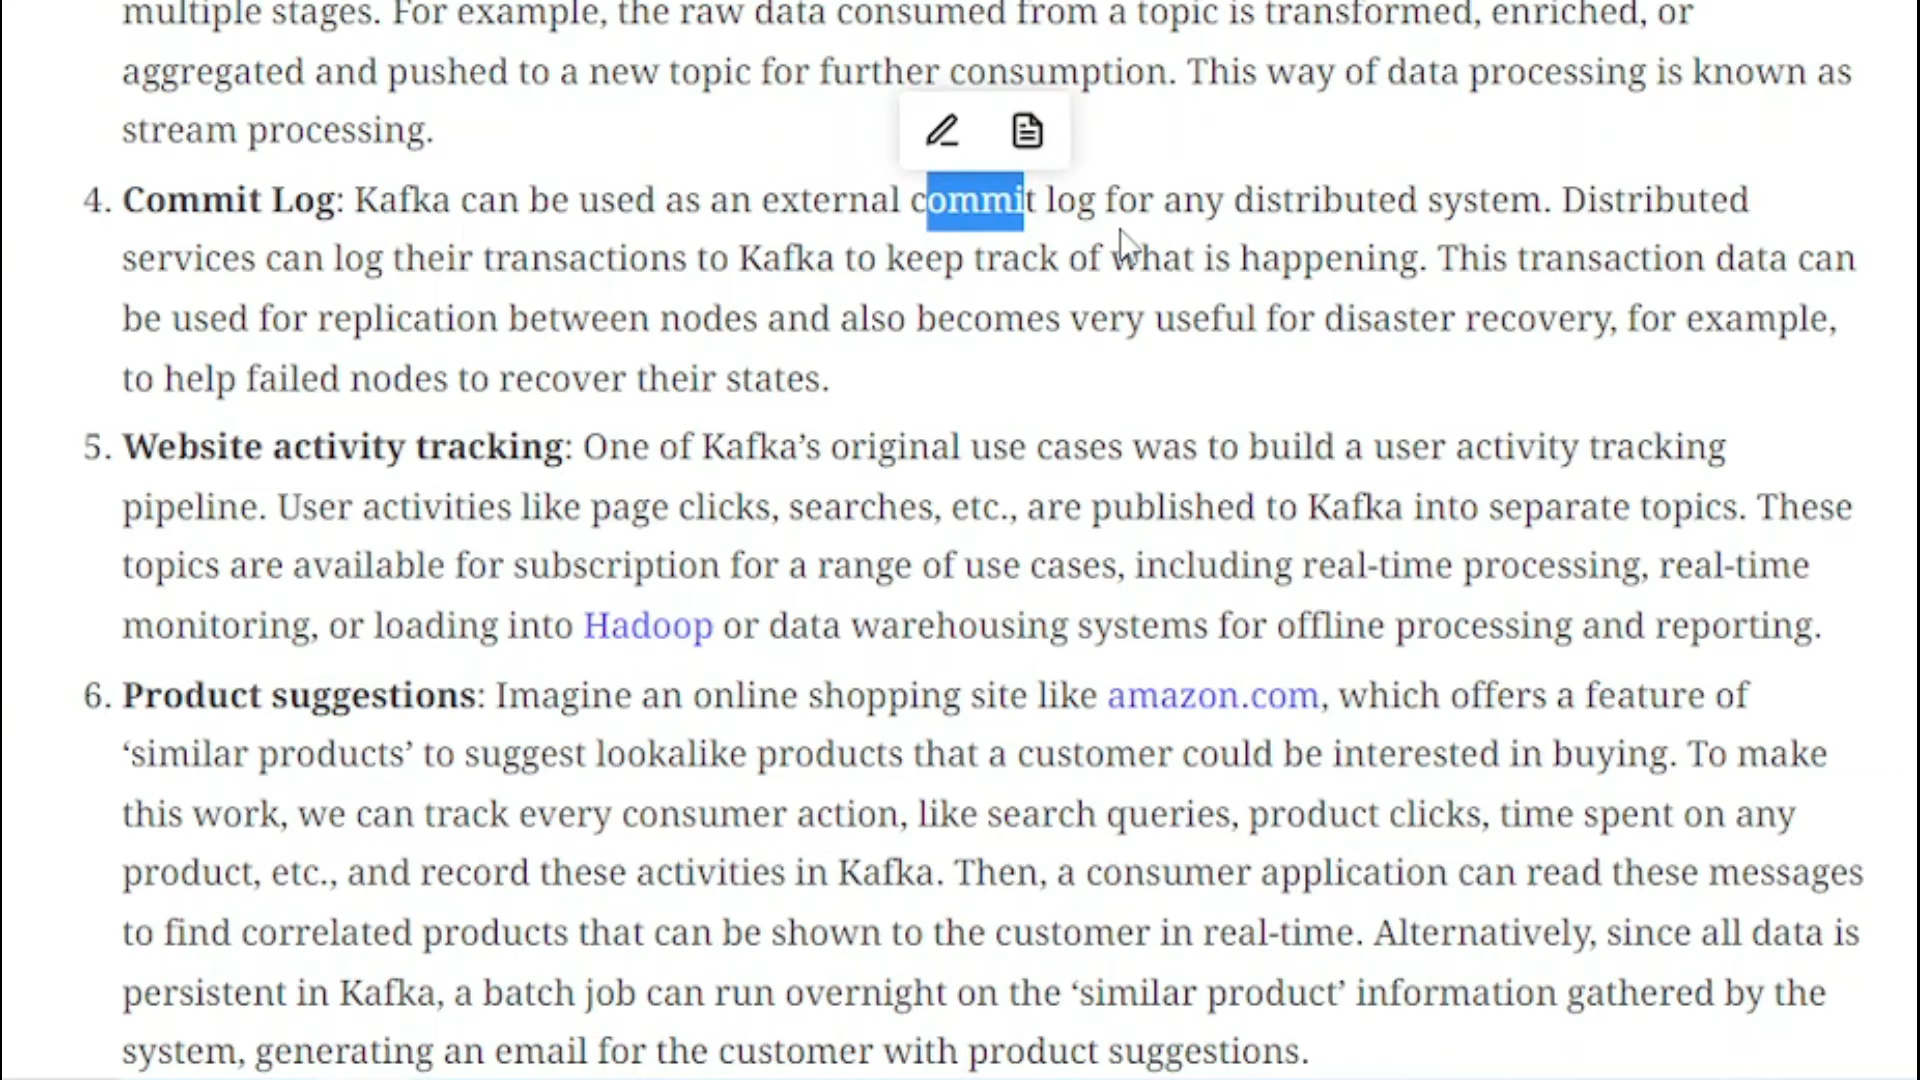 multiple stages. For example, the raw data consumed from a topic is transformed, enriched, or
aggregated and pushed to a new topic for further consumption. This way of data processing is known as
stream processing.
4. Commit Log: Kafka can be used as an external commit log for any distributed system. Distributed
services can log their transactions to Kafka to keep track of what is happening. This transaction data can
be used for replication between nodes and also becomes very useful for disaster recovery, for example,
to help failed nodes to recover their states.
5. Website activity tracking: One of Kafka’s original use cases was to build a user activity tracking
pipeline. User activities like page clicks, searches, etc., are published to Kafka into separate topics. These
topics are available for subscription for a range of use cases, including real-time processing, real-time
monitoring, or loading into Hadoop or data warehousing systems for offline processing and reporting.
6. Product suggestions: Imagine an online shopping site like amazon.com, which offers a feature of
‘similar products’ to suggest lookalike products that a customer could be interested in buying. To make
this work, we can track every consumer action, like search queries, product clicks, time spent on any
product, etc., and record these activities in Kafka. Then, a consumer application can read these messages
to find correlated products that can be shown to the customer in real-time. Alternatively, since all data is
persistent in Kafka, a batch job can run overnight on the ‘similar product’ information gathered by the
system, generating an email for the customer with product suggestions.